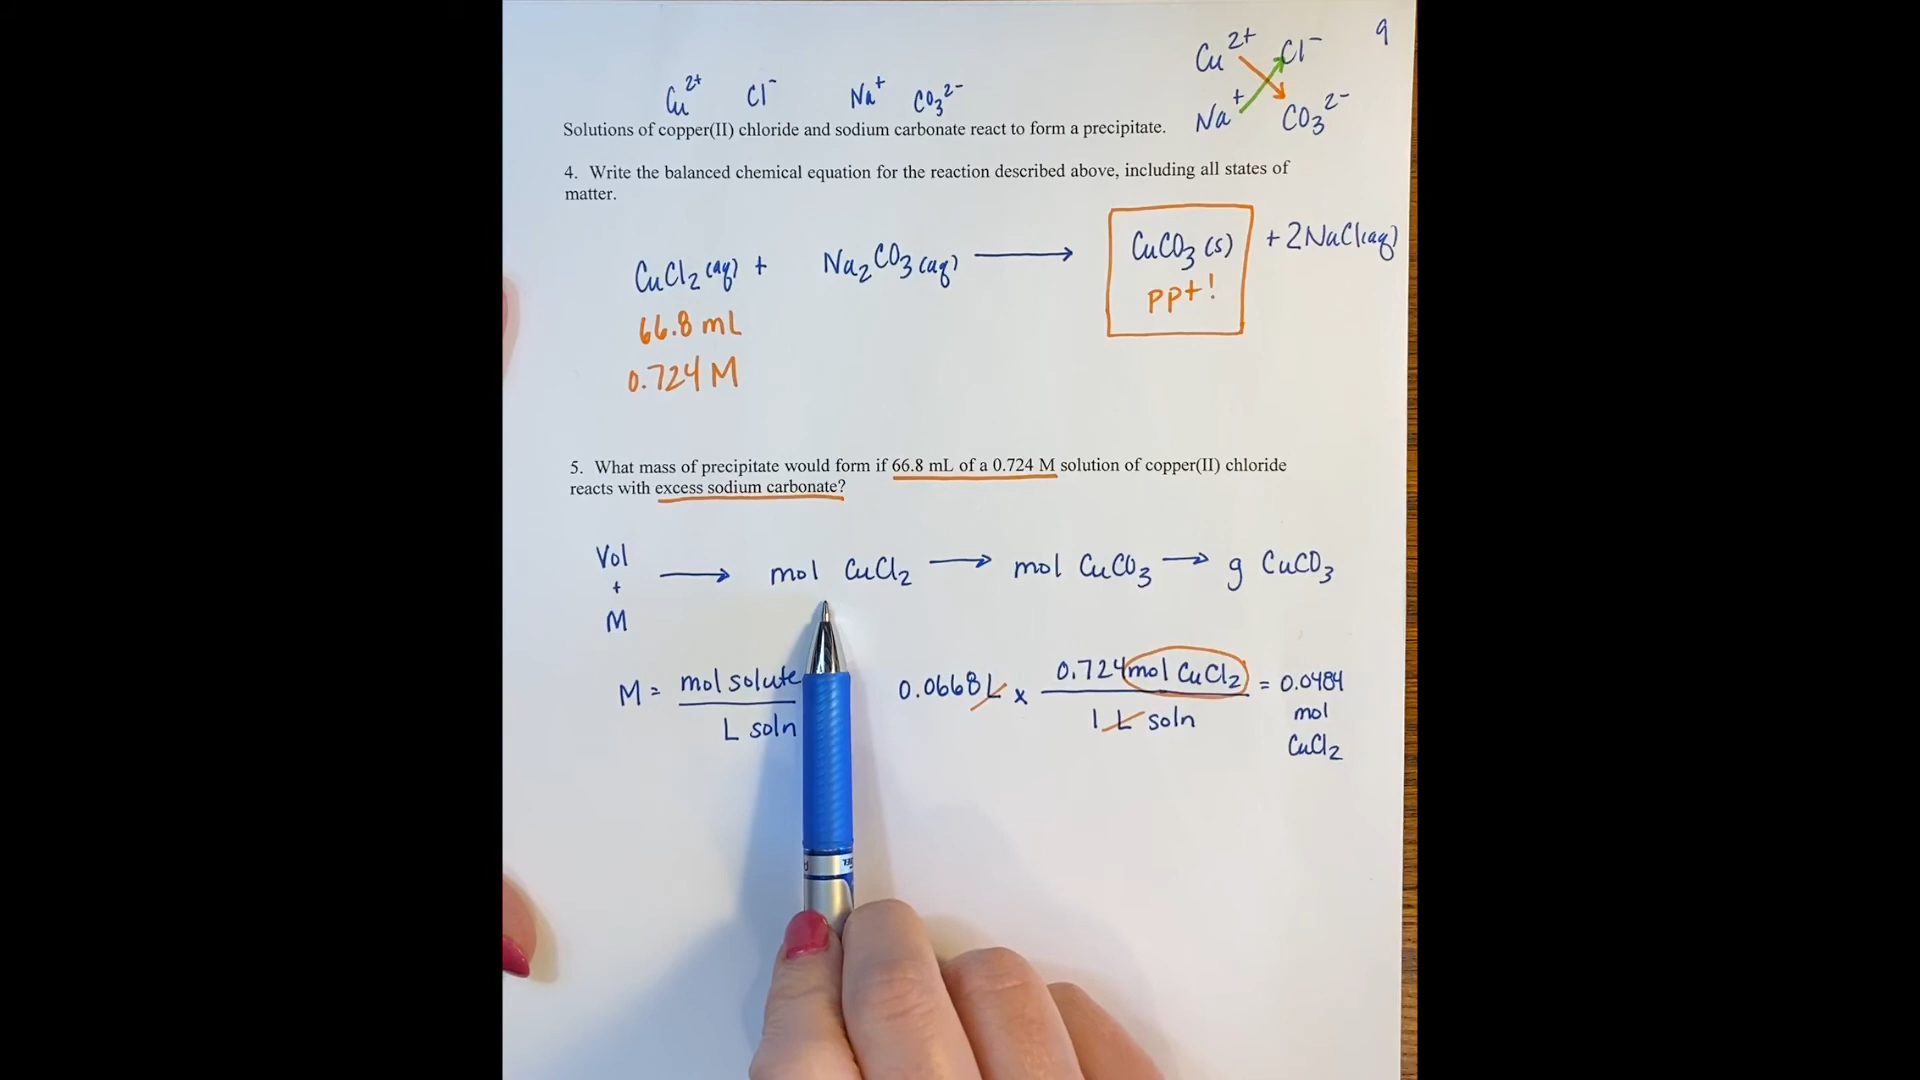 9
Cu²⁺ Cl⁻
Na⁺ CO₃²⁻
Cu²⁺ Cl⁻ Na⁺ CO₃²⁻
Solutions of copper(II) chloride and sodium carbonate react to form a precipitate.
4. Write the balanced chemical equation for the reaction described above, including all states of
matter.
CuCl₂ (aq) + Na₂CO₃ (aq) ⟶ CuCO₃ (s) + 2NaCl(aq)
ppt!
66.8 mL
0.724 M
5. What mass of precipitate would form if 66.8 mL of a 0.724 M solution of copper(II) chloride
reacts with excess sodium carbonate?
Vol + M ⟶ mol CuCl₂ ⟶ mol CuCO₃ ⟶ g CuCO₃
M = mol solute / L soln
0.0668 L x 0.724 mol CuCl₂ / 1 L soln = 0.0484 mol CuCl₂